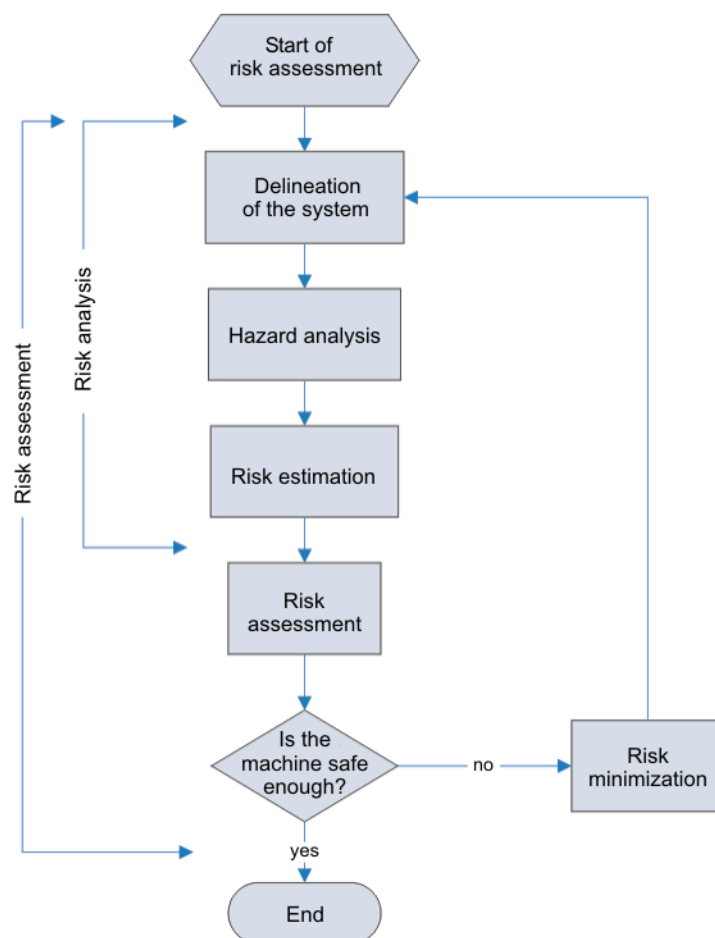 Start of
risk assessment
Delineation
of the system
Hazard analysis
Risk analysis
Risk assessment
Risk estimation
Risk
assessment
Is the
machine safe
enough?
no
Risk
minimization
yes
End